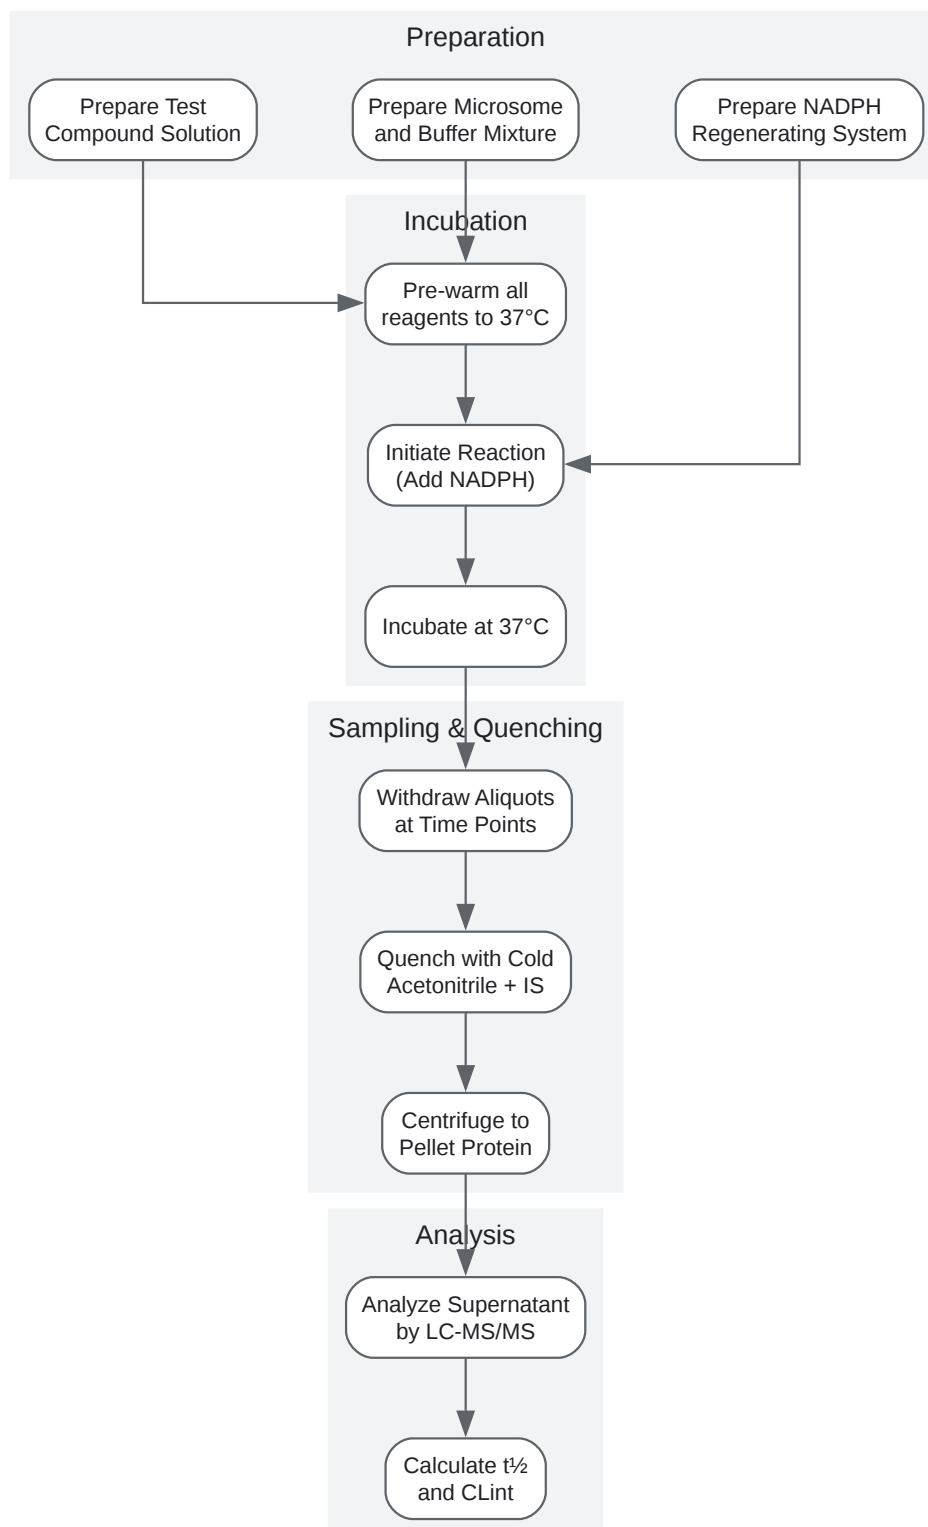 Preparation
Prepare Test
Compound Solution
Prepare Microsome
and Buffer Mixture
Prepare NADPH
Regenerating System
Incubation
Pre-warm all
reagents to 37°C
Initiate Reaction
(Add NADPH)
Incubate at 37°C
Sampling & Quenching
Withdraw Aliquots
at Time Points
Quench with Cold
Acetonitrile + IS
Centrifuge to
Pellet Protein
Analysis
Analyze Supernatant
by LC-MS/MS
Calculate t½
and CLint